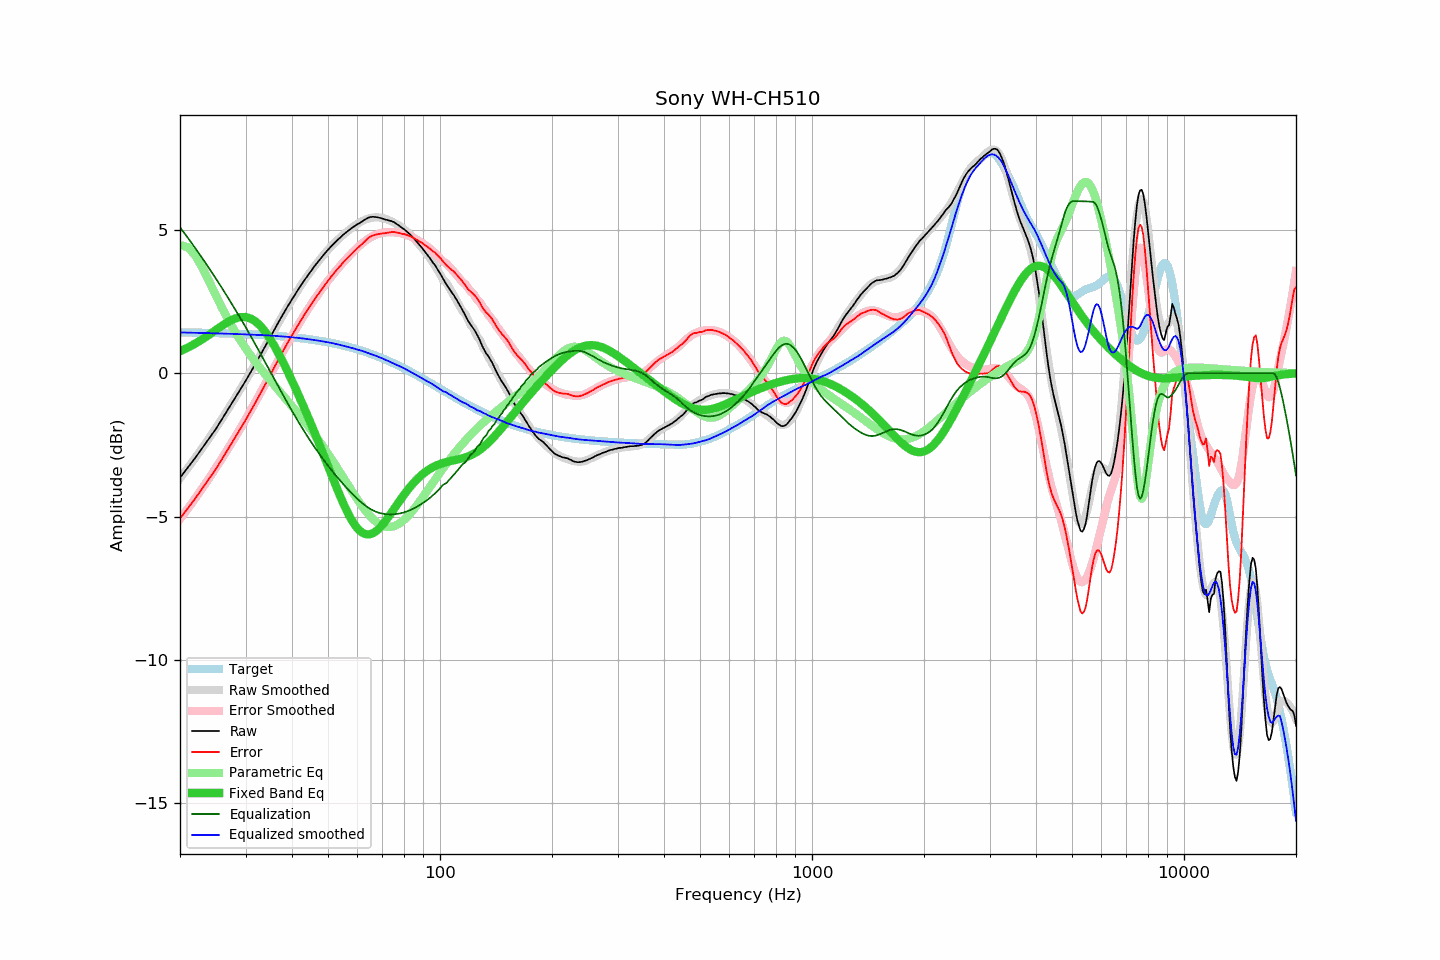 Sony WH-CH510
Amplitude (dBr)
5
0
−5
−10
−15
Target
Raw Smoothed
Error Smoothed
Raw
Error
Parametric Eq
Fixed Band Eq
Equalization
Equalized smoothed
100
1000
10000
Frequency (Hz)